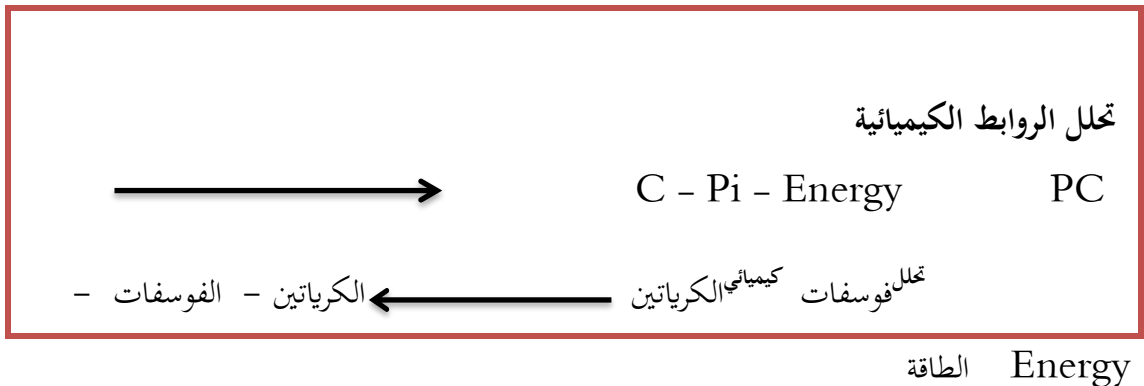 تحلل الروابط الكيميائية
PC C – Pi – Energy
تحلل فوسفات كيميائي الكرياتين الكرياتين – الفوسفات –
Energy الطاقة